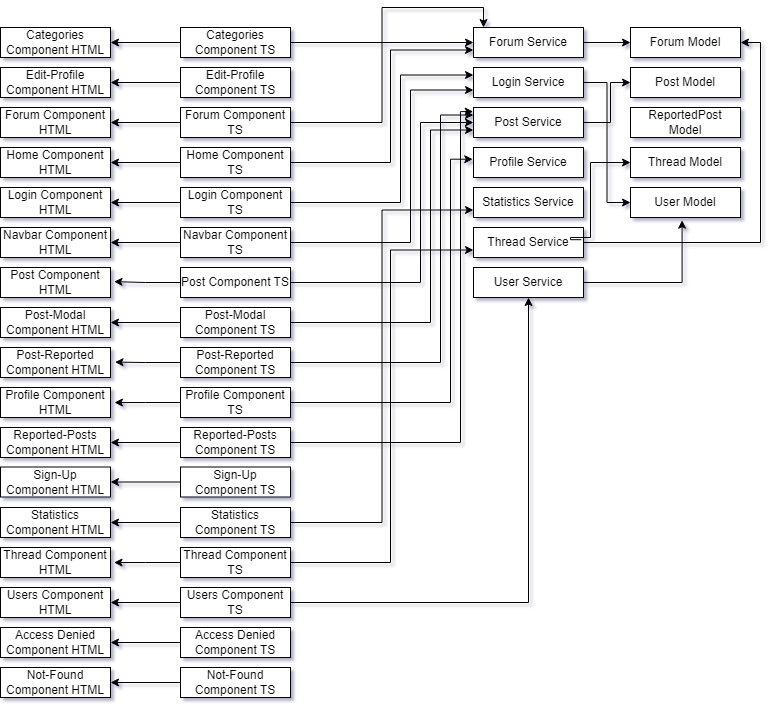 Categories
Component HTML
Categories
Component TS
Forum Service
Forum Model
Edit-Profile
Component HTML
Edit-Profile
Component TS
Login Service
Post Model
Forum Component
HTML
Forum Component
TS
Post Service
ReportedPost
Model
Home Component
HTML
Home Component
TS
Profile Service
Thread Model
Login Component
HTML
Login Component
TS
Statistics Service
User Model
Navbar Component
HTML
Navbar Component
TS
Thread Service
Post Component
HTML
Post Component TS
User Service
Post-Modal
Component HTML
Post-Modal
Component TS
Post-Reported
Component HTML
Post-Reported
Component TS
Profile Component
HTML
Profile Component
TS
Reported-Posts
Component HTML
Reported-Posts
Component TS
Sign-Up
Component HTML
Sign-Up
Component TS
Statistics
Component HTML
Statistics
Component TS
Thread Component
HTML
Thread Component
TS
Users Component
HTML
Users Component
TS
Access Denied
Component HTML
Access Denied
Component TS
Not-Found
Component HTML
Not-Found
Component TS